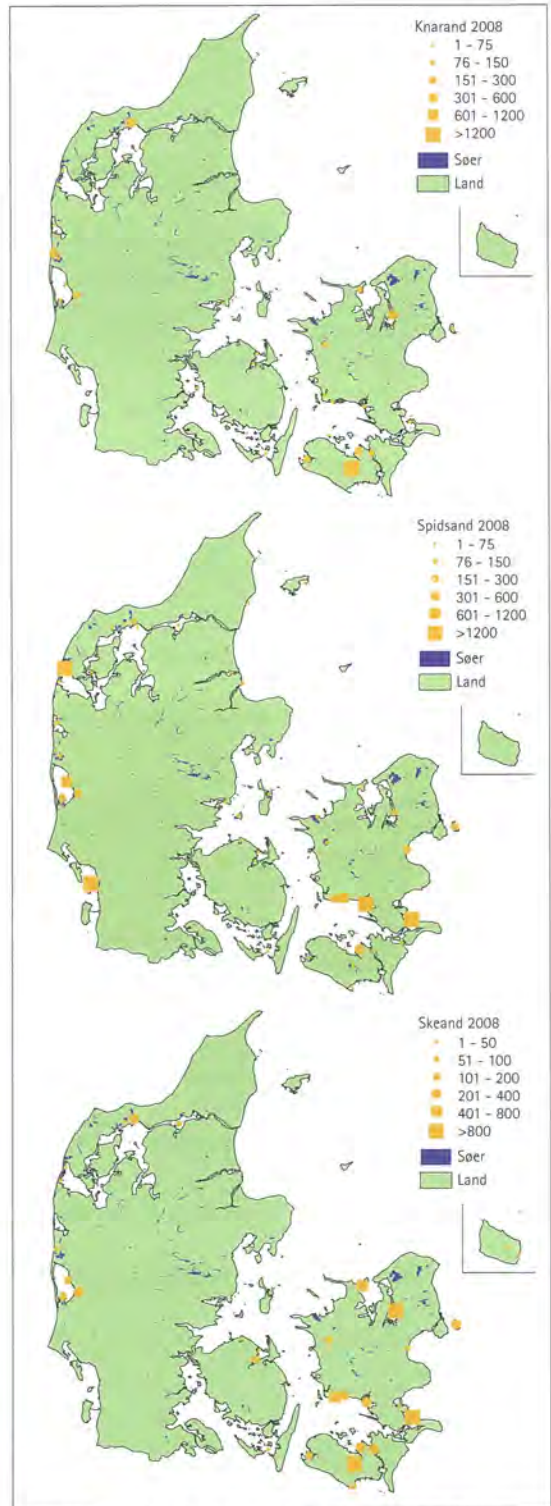 Knarand 2008
1 - 75
76 - 150
151 - 300
301 - 600
601 - 1200
>1200
Søer
Land
Spidsand 2008
1 - 75
76 - 150
151 - 300
301 - 600
601 - 1200
>1200
Søer
Land
Skeand 2008
1 - 50
51 - 100
101 - 200
201 - 400
401 - 800
>800
Søer
Land